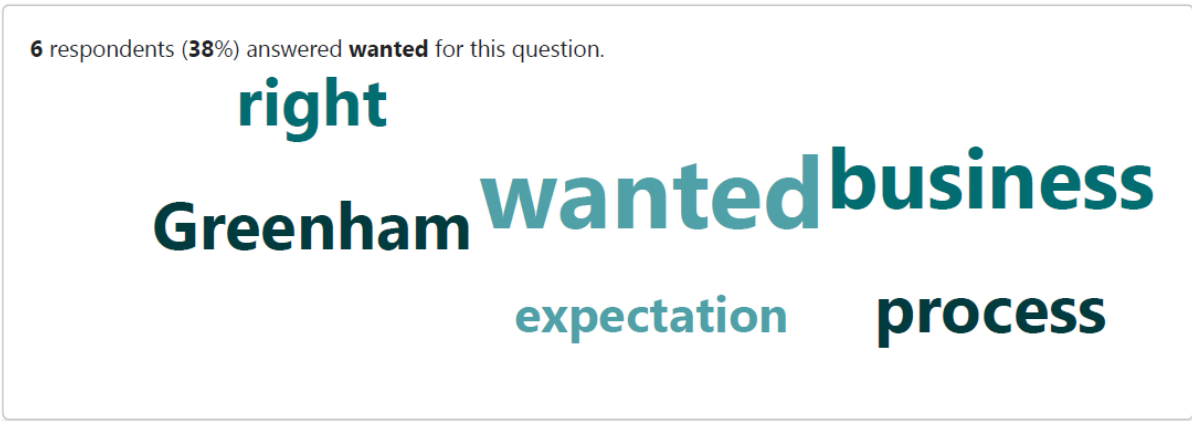 6 respondents (38%) answered wanted for this question.
right
wanted
business
Greenham
expectation
process